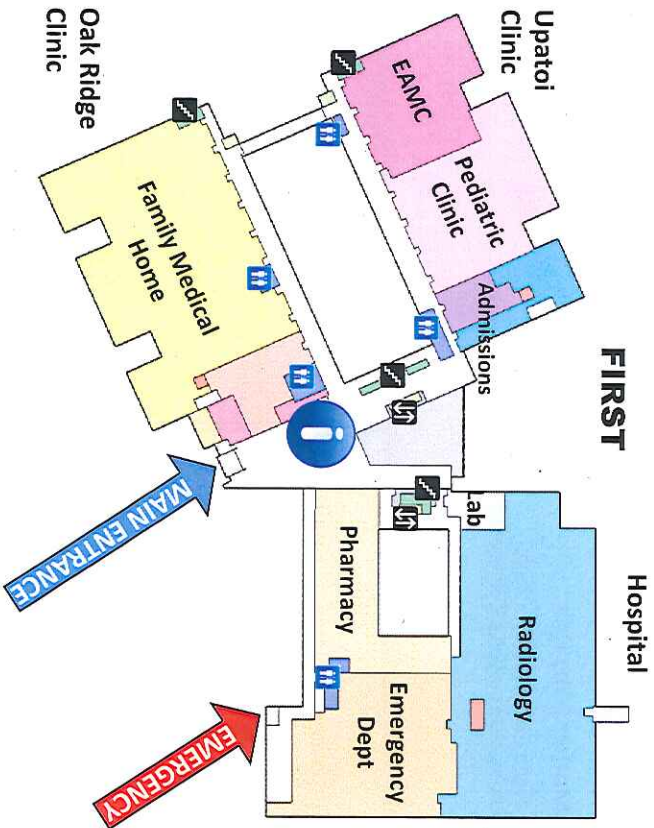 FIRST
Upatoi
Clinic
EAMC
Pediatric
Clinic
Admissions
Oak Ridge
Clinic
Family Medical
Home
i
MAIN ENTRANCE
Hospital
Lab
Radiology
Pharmacy
Emergency
Dept
EMERGENCY